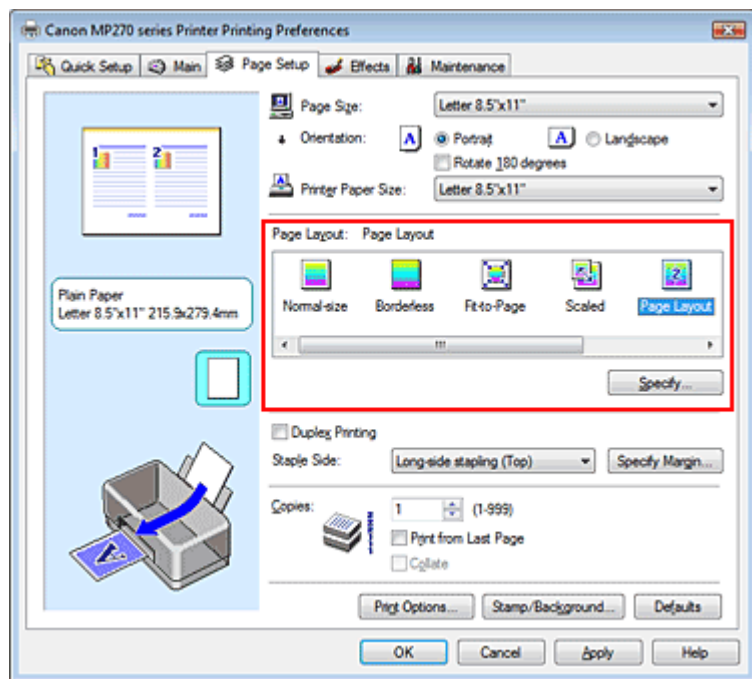 Canon MP270 series Printer Printing Preferences
Quick Setup Main Page Setup Effects Maintenance
Page Size: Letter 8.5"x11"
Orientation: A Portrait A Landscape
Rotate 180 degrees
Printer Paper Size: Letter 8.5"x11"
1 2
Plain Paper
Letter 8.5"x11" 215.9x279.4mm
Page Layout: Page Layout
Normal-size Borderless Fit-to-Page Scaled Page Layout
Specify...
Duplex Printing
Staple Side: Long-side stapling (Top) Specify Margin...
Copies: 1 (1-999)
Print from Last Page
Collate
Print Options... Stamp/Background... Defaults
OK Cancel Apply Help